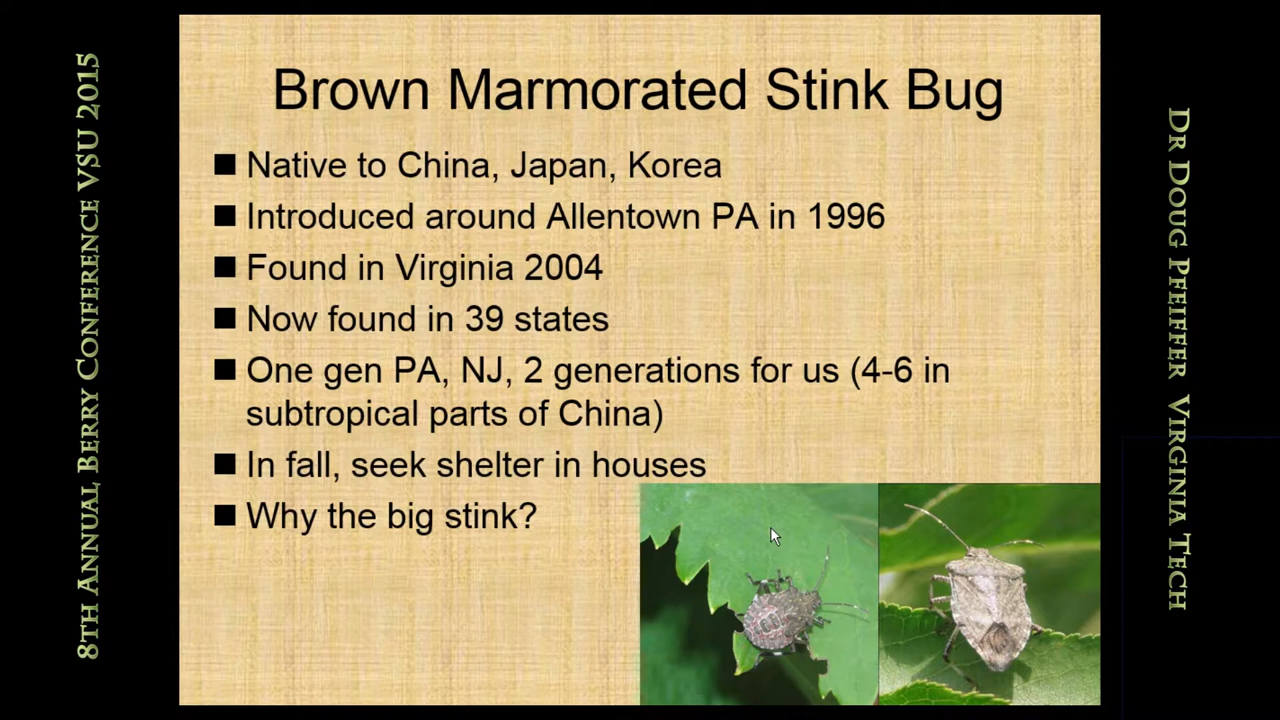 8TH ANNUAL BERRY CONFERENCE VSU 2015
Brown Marmorated Stink Bug
■ Native to China, Japan, Korea
■ Introduced around Allentown PA in 1996
■ Found in Virginia 2004
■ Now found in 39 states
■ One gen PA, NJ, 2 generations for us (4-6 in
subtropical parts of China)
■ In fall, seek shelter in houses
■ Why the big stink?
DR DOUG PFEIFFER VIRGINIA TECH